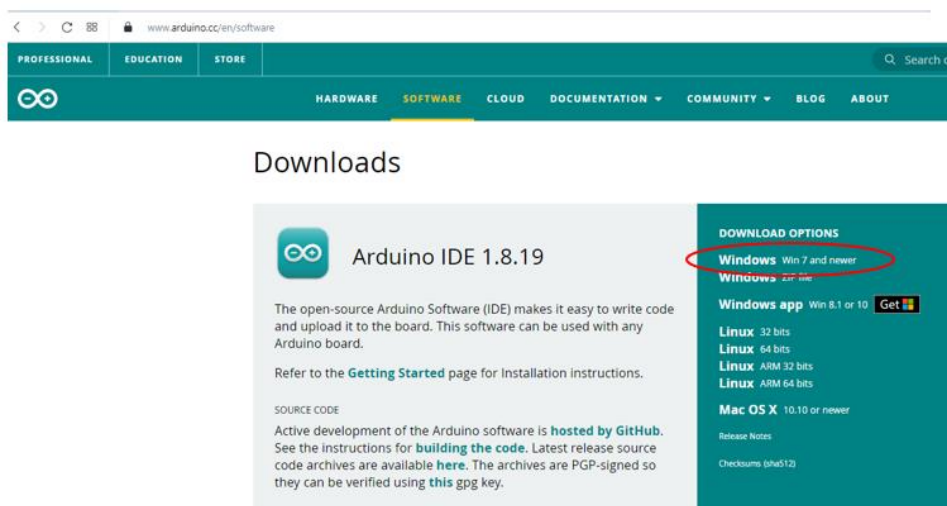 www.arduino.cc/en/software
PROFESSIONAL EDUCATION STORE
Search
HARDWARE SOFTWARE CLOUD DOCUMENTATION COMMUNITY BLOG ABOUT
Downloads
Arduino IDE 1.8.19
The open-source Arduino Software (IDE) makes it easy to write code
and upload it to the board. This software can be used with any
Arduino board.
Refer to the Getting Started page for Installation instructions.
SOURCE CODE
Active development of the Arduino software is hosted by GitHub.
See the instructions for building the code. Latest release source
code archives are available here. The archives are PGP-signed so
they can be verified using this gpg key.
DOWNLOAD OPTIONS
Windows Win 7 and newer
Windows ZIP file
Windows app Win 8.1 or 10 Get
Linux 32 bits
Linux 64 bits
Linux ARM 32 bits
Linux ARM 64 bits
Mac OS X 10.10 or newer
Release Notes
Checksums (sha512)